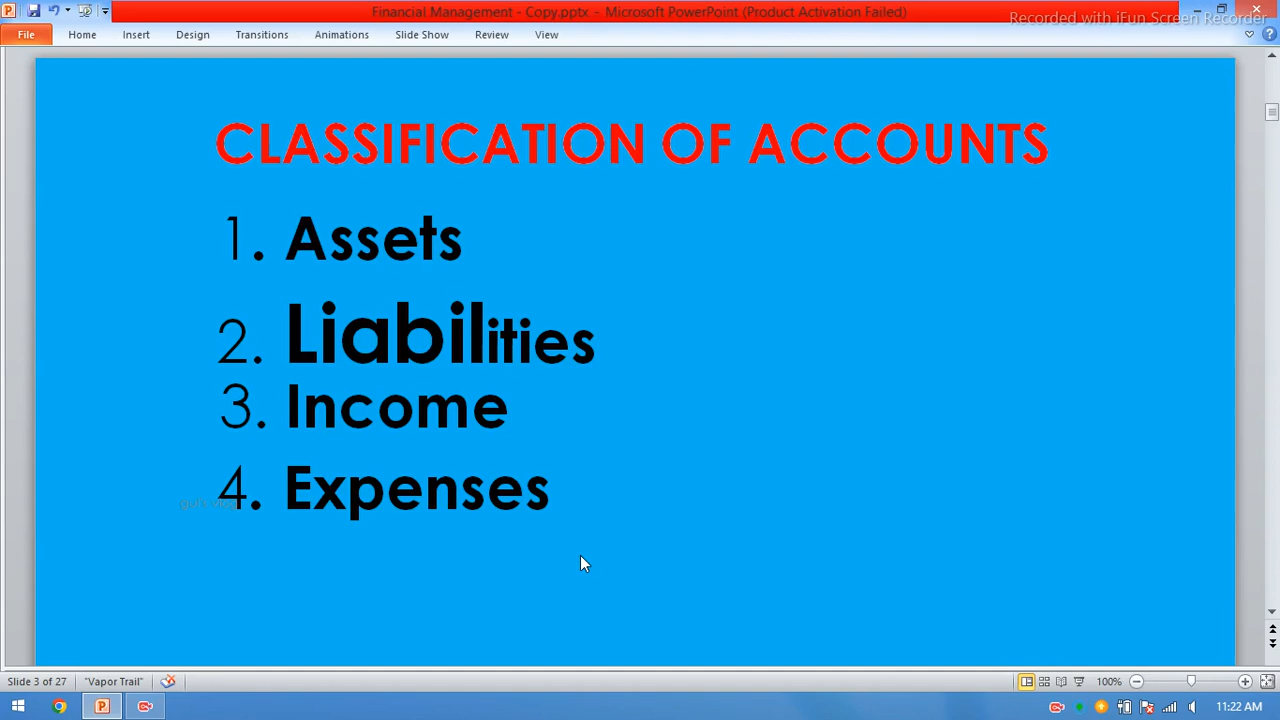 Financial Management - Copy.pptx - Microsoft PowerPoint (Product Activation Failed)
Recorded with iFun Screen Recorder
File Home Insert Design Transitions Animations Slide Show Review View
CLASSIFICATION OF ACCOUNTS
1. Assets
2. Liabilities
3. Income
4. Expenses
Slide 3 of 27 "Vapor Trail" 100%
11:22 AM